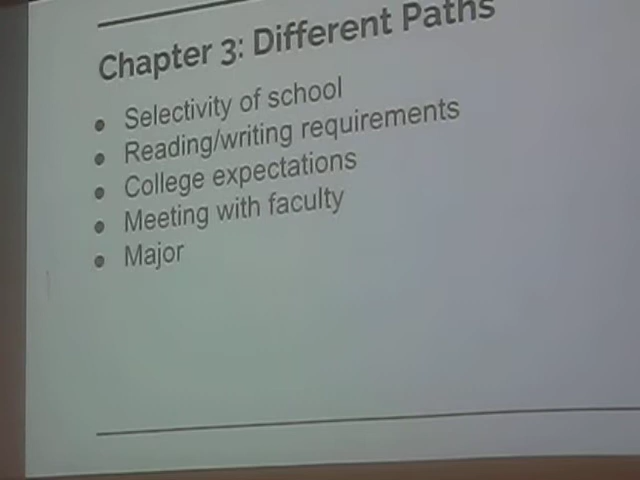 Chapter 3: Different Paths
● Selectivity of school
● Reading/writing requirements
● College expectations
● Meeting with faculty
● Major